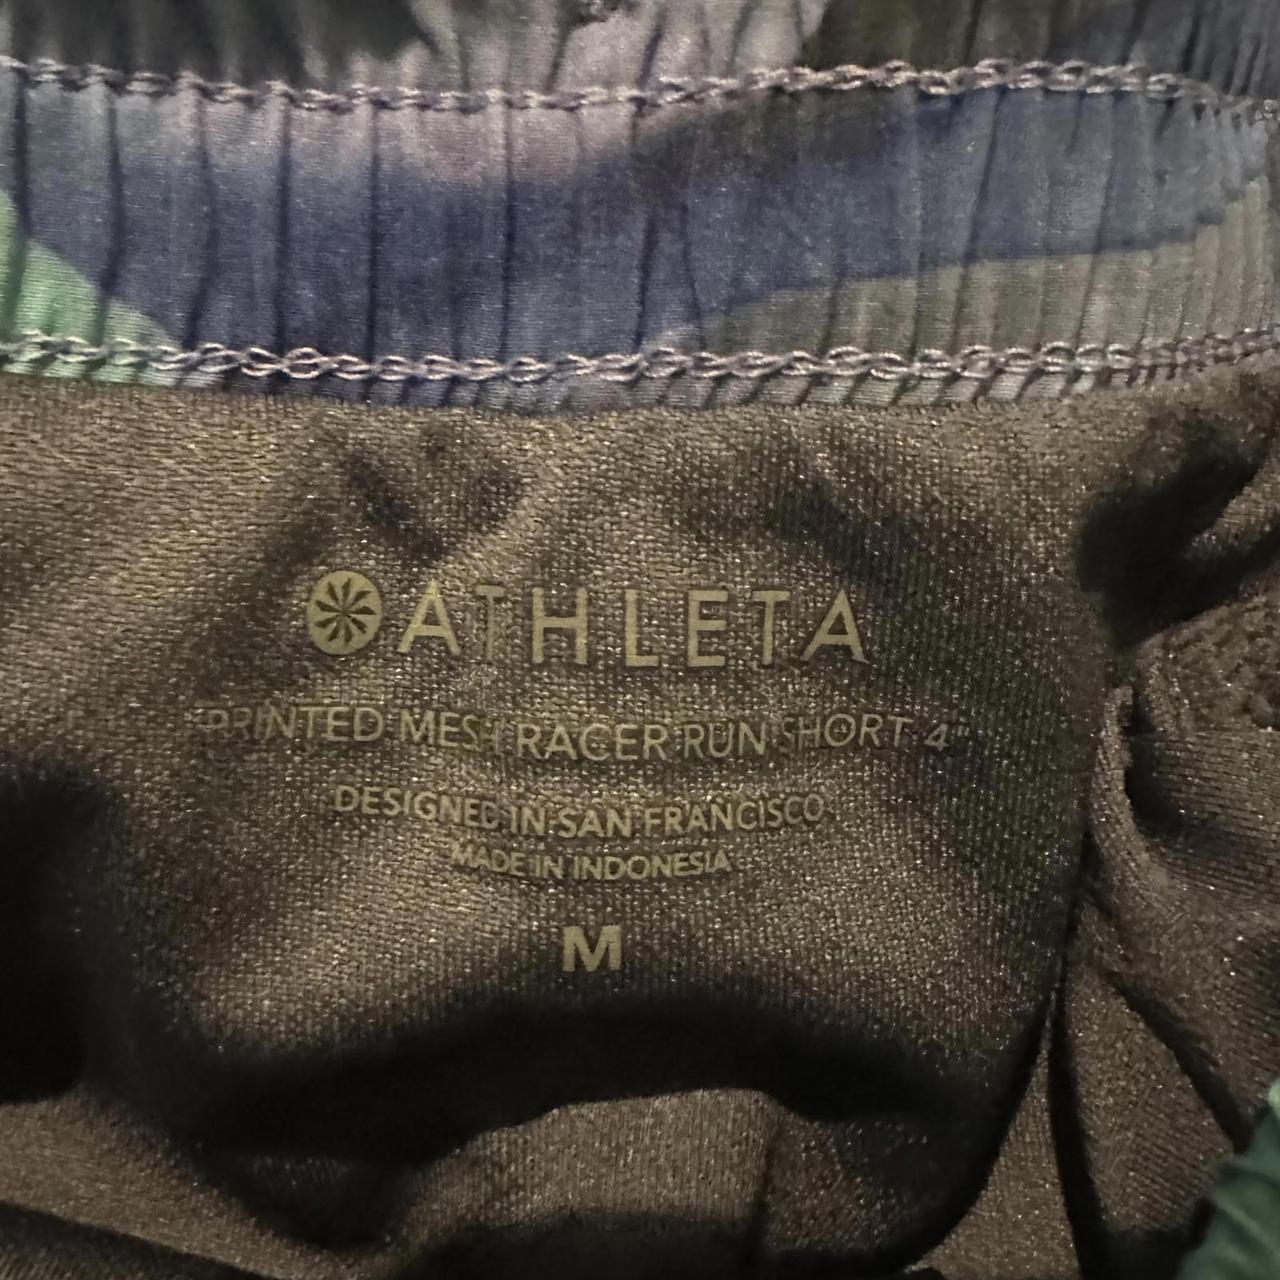 ATHLETA
PRINTED MESH RACER RUN SHORT 4"
DESIGNED IN SAN FRANCISCO
MADE IN INDONESIA
M